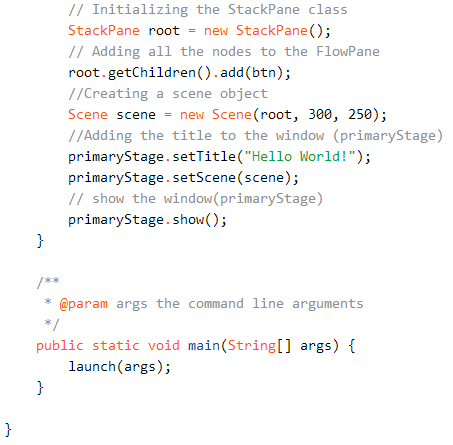 // Initializing the StackPane class
StackPane root = new StackPane();
// Adding all the nodes to the FlowPane
root.getChildren().add(btn);
//Creating a scene object
Scene scene = new Scene(root, 300, 250);
//Adding the title to the window (primaryStage)
primaryStage.setTitle("Hello World!");
primaryStage.setScene(scene);
// show the window(primaryStage)
primaryStage.show();
}
/**
* @param args the command line arguments
*/
public static void main(String[] args) {
launch(args);
}
}